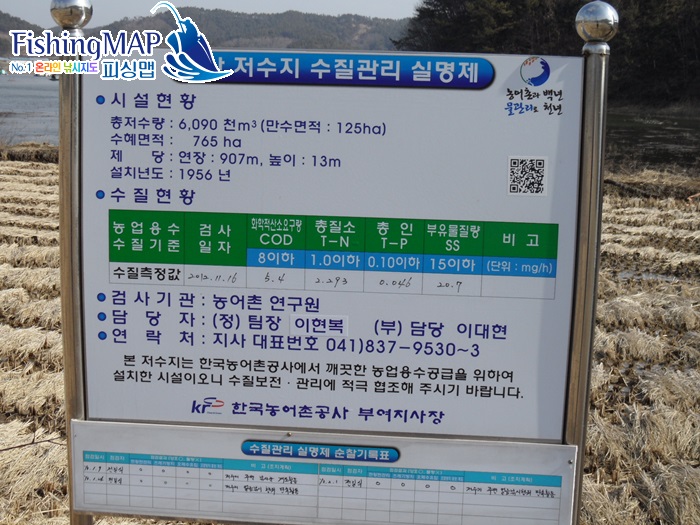 FishingMAP
No.1 온라인 낚시지도 피싱맵
저수지 수질관리 실명제
농어촌과 백년
물관리로 천년
• 시설현황
총저수량 : 6,090 천m³ (만수면적 : 125ha)
수혜면적 : 765 ha
제 당 : 연장 : 907m, 높이 : 13m
설치년도 : 1956 년
• 수질현황
농업용수 수질기준 검사일자 화학적산소요구량 COD 총질소 T-N 총인 T-P 부유물질량 SS 비고
8이하 1.0이하 0.10이하 15이하 (단위 : mg/h)
수질측정값 2012.11.16 5.4 2.293 0.046 20.7
• 검사기관 : 농어촌 연구원
• 담 당 자 : (정) 팀장 이현복 (부) 담당 이대현
• 연 락 처 : 지사 대표번호 041)837-9530~3
본 저수지는 한국농어촌공사에서 깨끗한 농업용수공급을 위하여
설치한 시설이오니 수질보전 · 관리에 적극 협조해 주시기 바랍니다.
한국농어촌공사 부여지사장
수질관리 실명제 순찰기록표